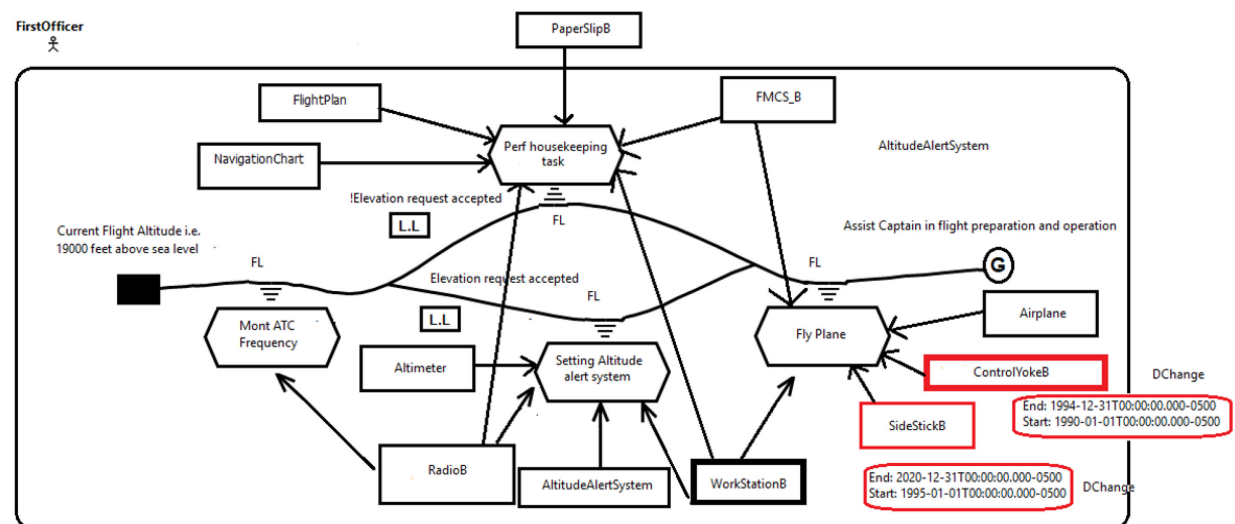 FirstOfficer
PaperSlipB
FlightPlan
FMCS_B
Perf housekeeping
task
AltitudeAlertSystem
NavigationChart
!Elevation request accepted
L.L
FL
Current Flight Altitude i.e.
19000 feet above sea level
Assist Captain in flight preparation and operation
FL
FL
G
Elevation request accepted
FL
L.L
Mont ATC
Frequency
Fly Plane
Airplane
Altimeter
Setting Altitude
alert system
ControlYokeB
DChange
End: 1994-12-31T00:00:00.000-0500
Start: 1990-01-01T00:00:00.000-0500
SideStickB
RadioB
AltitudeAlertSystem
WorkStationB
End: 2020-12-31T00:00:00.000-0500
Start: 1995-01-01T00:00:00.000-0500
DChange